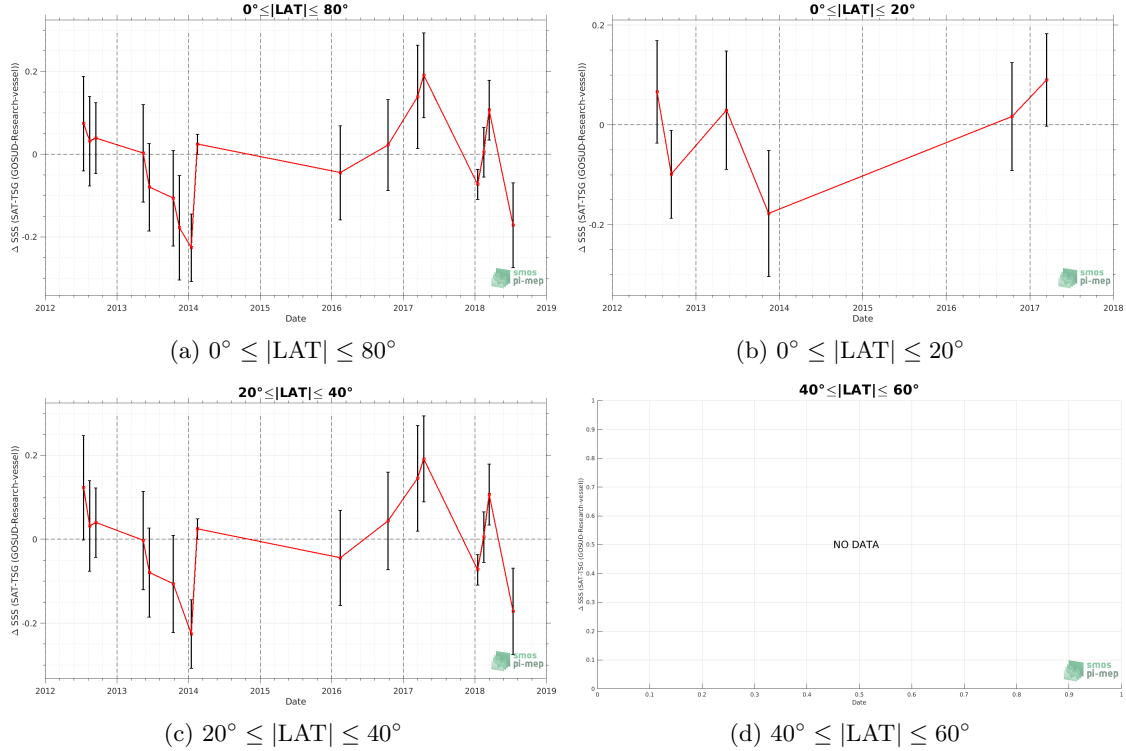 0°≤|LAT|≤ 80°
Δ SSS (SAT-TSG (GOSUD-Research-vessel))
0.2
0
-0.2
2012 2013 2014 2015 2016 2017 2018 2019
Date
smos
pi-mep
(a) 0° ≤ |LAT| ≤ 80°
0°≤|LAT|≤ 20°
Δ SSS (SAT-TSG (GOSUD-Research-vessel))
0.2
0
-0.2
2012 2013 2014 2015 2016 2017 2018
Date
smos
pi-mep
(b) 0° ≤ |LAT| ≤ 20°
20°≤|LAT|≤ 40°
Δ SSS (SAT-TSG (GOSUD-Research-vessel))
0.2
0
-0.2
2012 2013 2014 2015 2016 2017 2018 2019
Date
smos
pi-mep
(c) 20° ≤ |LAT| ≤ 40°
40°≤|LAT|≤ 60°
Δ SSS (SAT-TSG (GOSUD-Research-vessel))
1
0.9
0.8
0.7
0.6
0.5
0.4
0.3
0.2
0.1
0
NO DATA
0 0.1 0.2 0.3 0.4 0.5 0.6 0.7 0.8 0.9 1
Date
smos
pi-mep
(d) 40° ≤ |LAT| ≤ 60°